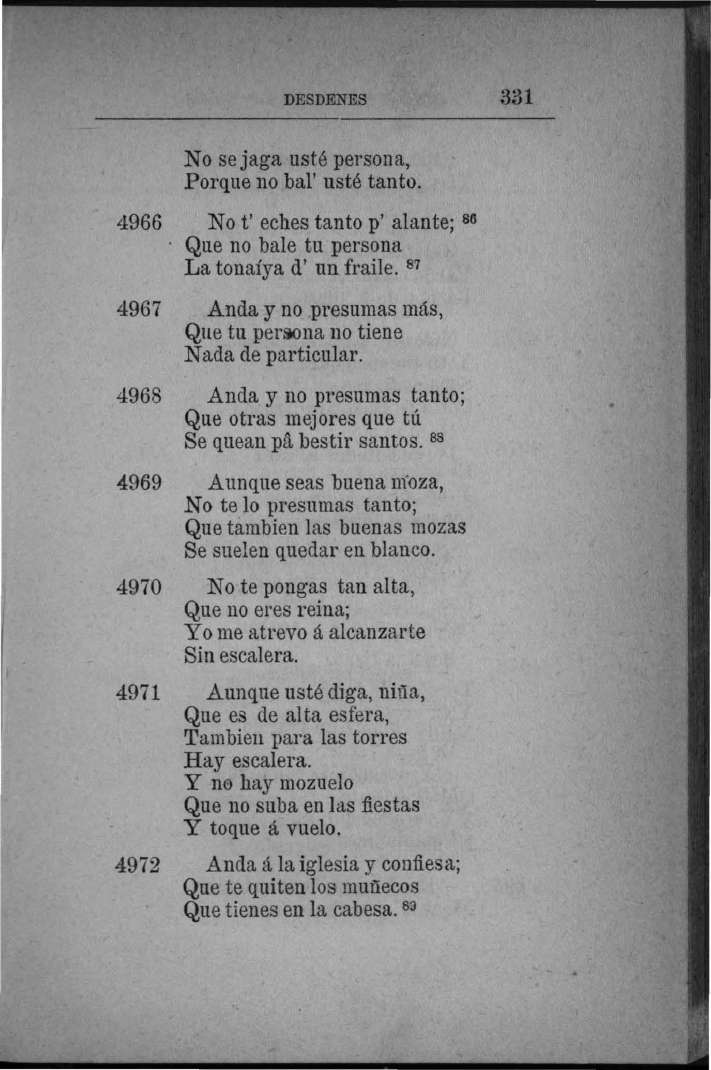 DESDENES 331
No se jaga usté persona,
Porque no bal' usté tanto.
4966 No t' eches tanto p' alante; 86
Que no bale tu persona
La tonaíya d' un fraile. 87
4967 Anda y no presumas más,
Que tu persona no tiene
Nada de particular.
4968 Anda y no presumas tanto;
Que otras mejores que tú
Se quean pâ bestir santos. 88
4969 Aunque seas buena moza,
No te lo presumas tanto;
Que tambien las buenas mozas
Se suelen quedar en blanco.
4970 No te pongas tan alta,
Que no eres reina;
Yo me atrevo á alcanzarte
Sin escalera.
4971 Aunque usté diga, niña,
Que es de alta esfera,
Tambien para las torres
Hay escalera.
Y no hay mozuelo
Que no suba en las fiestas
Y toque á vuelo.
4972 Anda á la iglesia y confiesa;
Que te quiten los muñecos
Que tienes en la cabesa. 89